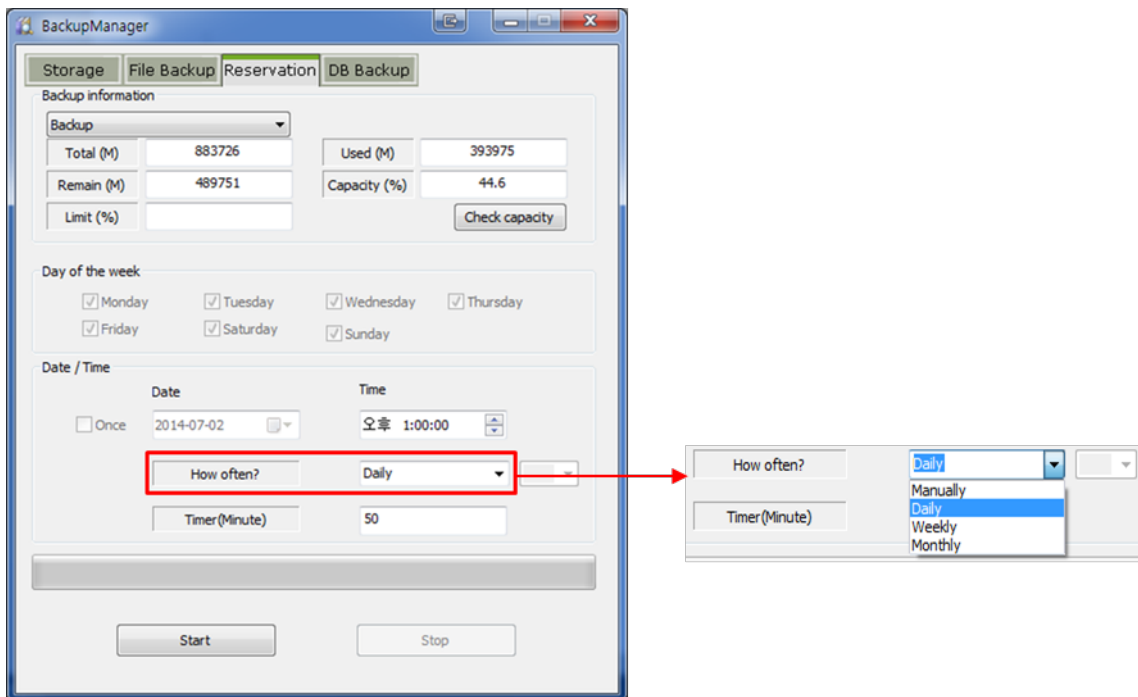 BackupManager
Storage File Backup Reservation DB Backup
Backup information
Backup
Total (M) 883726 Used (M) 393975
Remain (M) 489751 Capacity (%) 44.6
Limit (%) Check capacity
Day of the week
Monday Tuesday Wednesday Thursday
Friday Saturday Sunday
Date / Time
Date Time
Once 2014-07-02 오후 1:00:00
How often? Daily
Timer(Minute) 50
Start Stop
How often? Daily
Manually
Timer(Minute) Daily
Weekly
Monthly